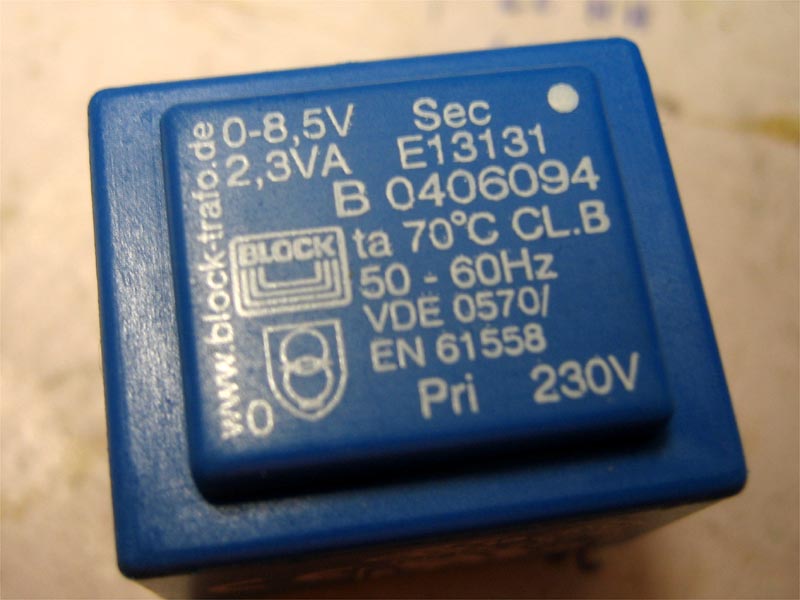 www.block-trafo.de
0-8,5V Sec
2,3VA E13131
B 0406094
BLOCK
ta 70°C CL.B
50 - 60Hz
VDE 0570/
EN 61558
0 Pri 230V